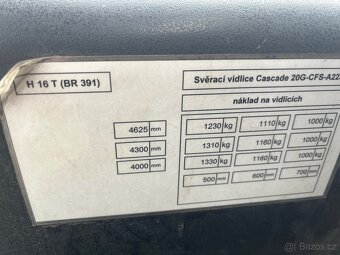 H 16 T (BR 391)
Svěrací vidlice Cascade 20G-CFS-A22
náklad na vidlicích
4625 mm 1230 kg 1110 kg 1000 kg
4300 mm 1310 kg 1160 kg 1000 kg
4000 mm 1330 kg 1160 kg 1000 kg
500 mm 600 mm 700 mm
bazos.cz